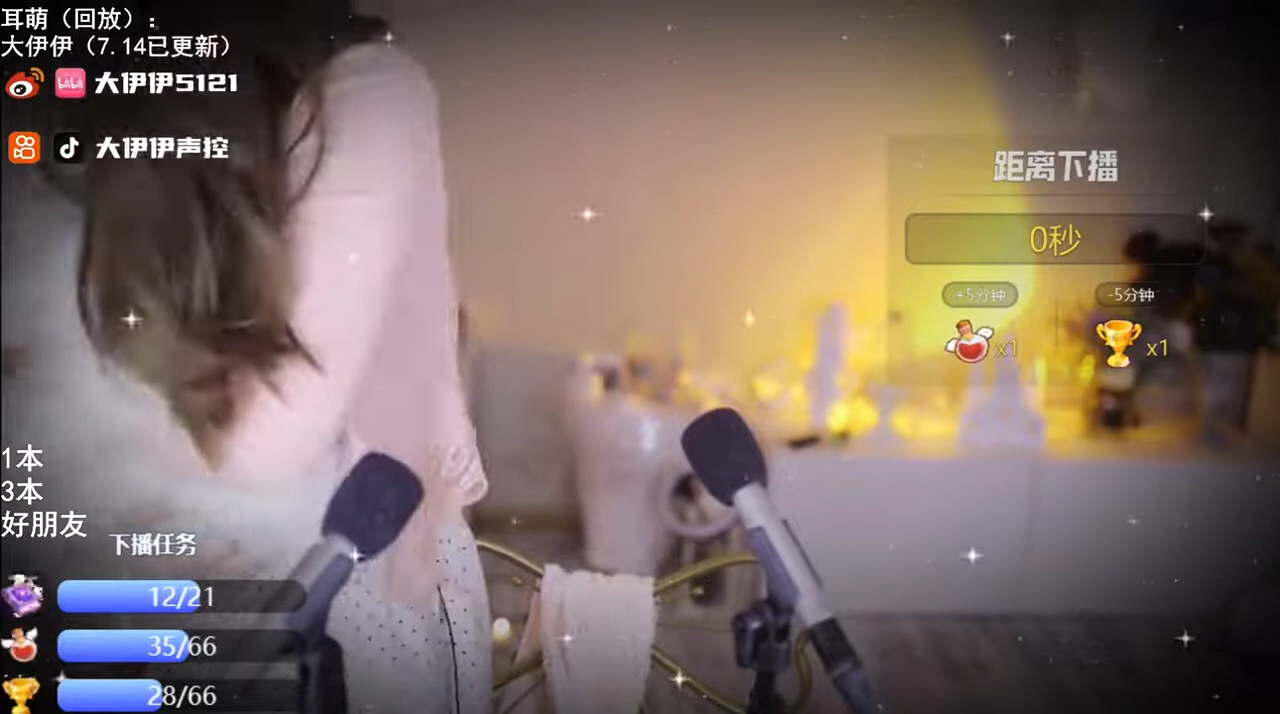 耳萌（回放）：
大伊伊（7.14已更新）
大伊伊5121
大伊伊声控
距离下播
0秒
+5分钟 -5分钟
x1 x1
1本
3本
好朋友
下播任务
12/21
35/66
28/66